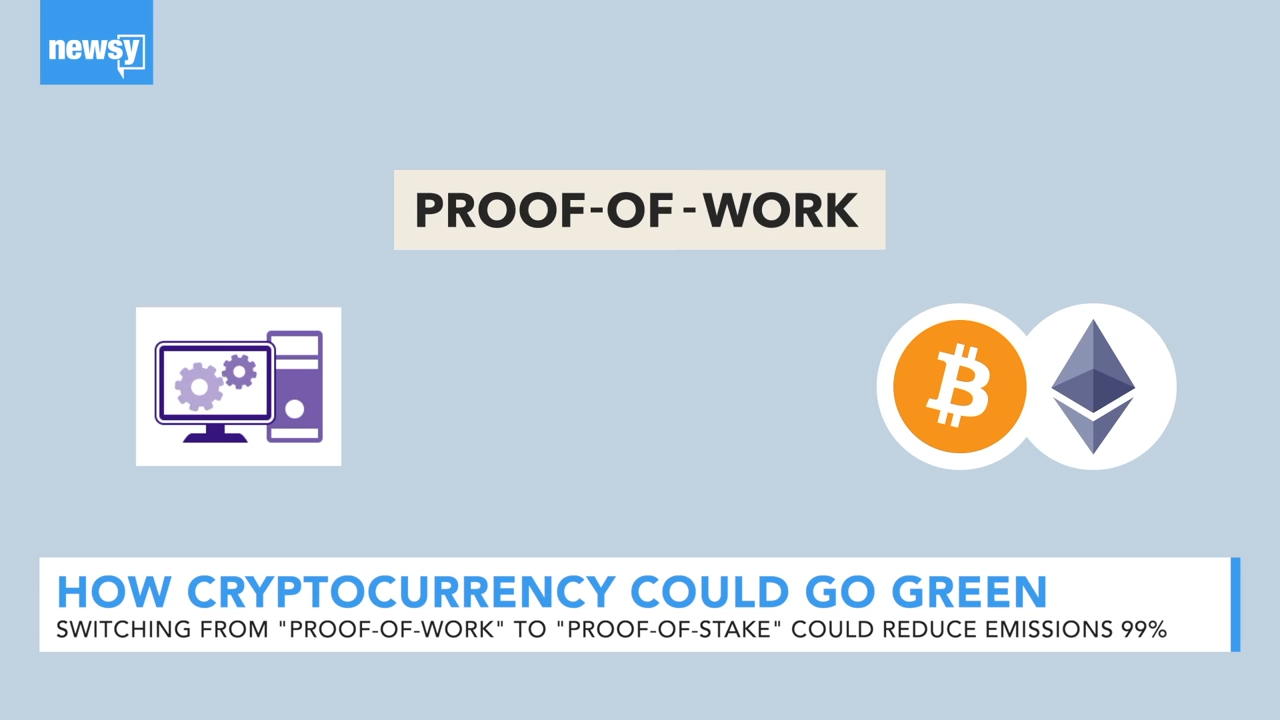 newsy
PROOF-OF-WORK
HOW CRYPTOCURRENCY COULD GO GREEN
SWITCHING FROM "PROOF-OF-WORK" TO "PROOF-OF-STAKE" COULD REDUCE EMISSIONS 99%